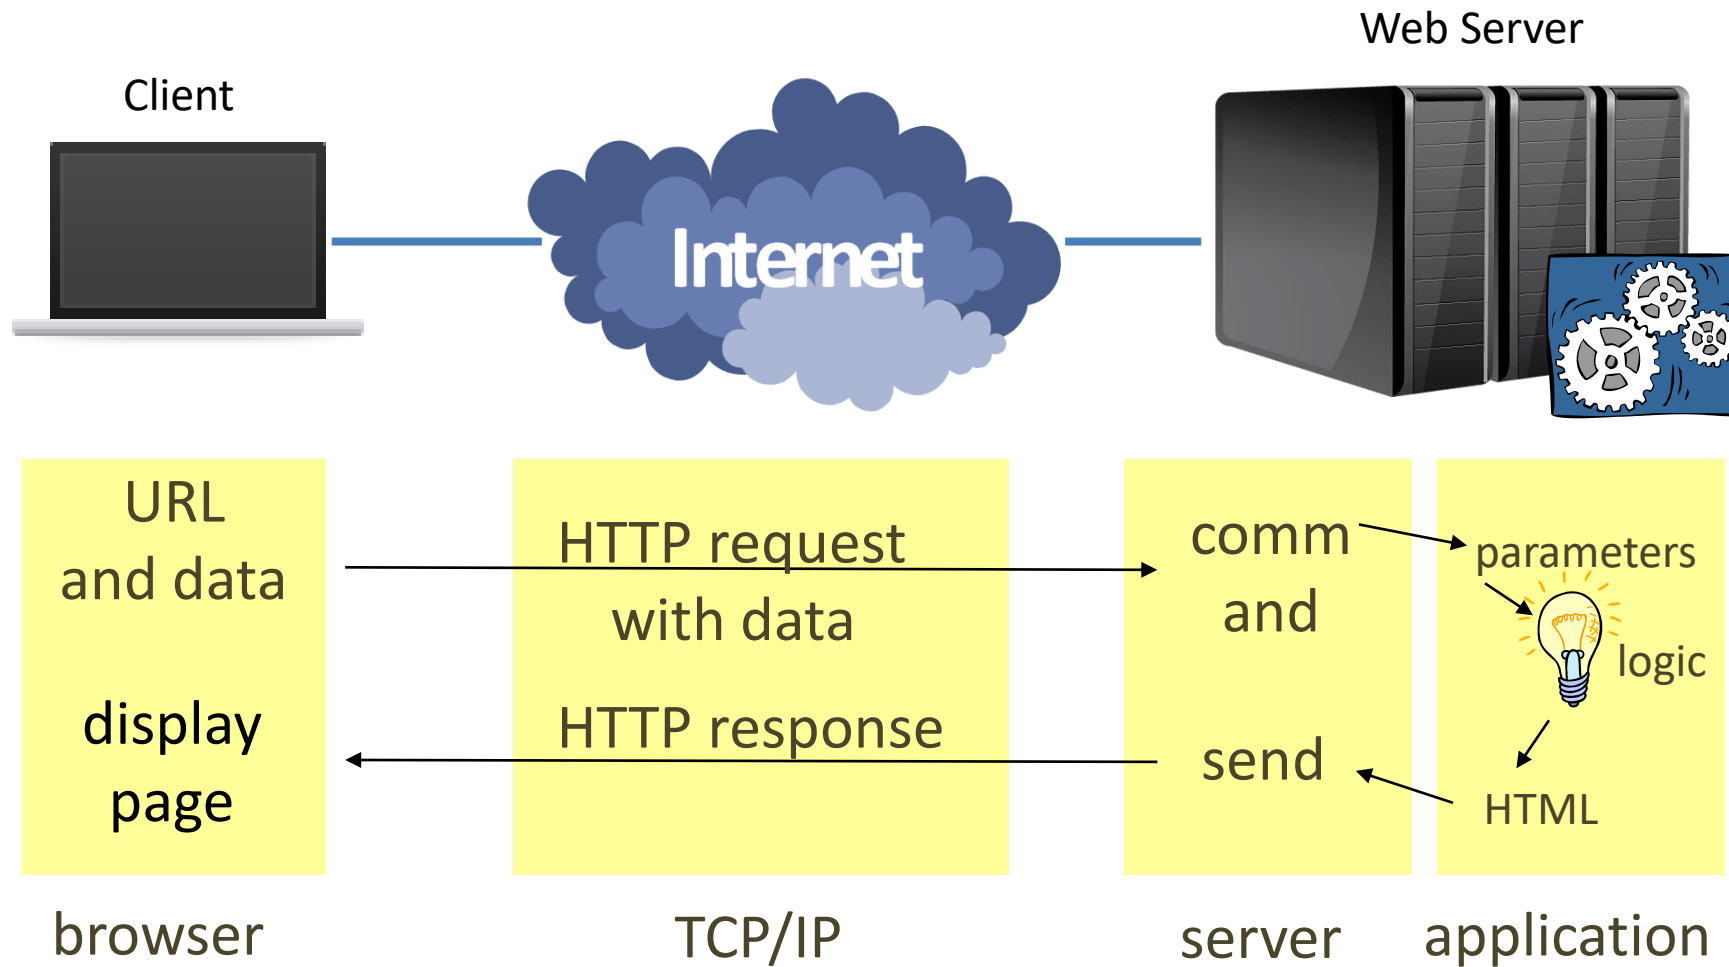 Web Server
Client
Internet
URL
and data
HTTP request
with data
comm
and
parameters
logic
display
page
HTTP response
send
HTML
browser
TCP/IP
server
application